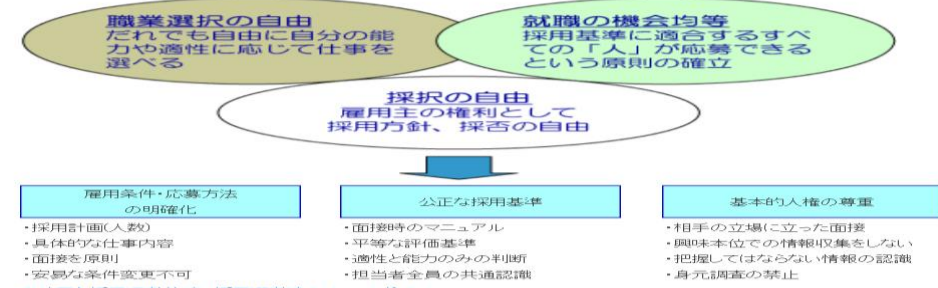 職業選択の自由
だれでも自由に自分の能
力や適性に応じて仕事を
選べる
就職の機会均等
採用基準に適合するすべ
ての「人」が応募できる
という原則の確立
採択の自由
雇用主の権利として
採用方針、採否の自由
雇用条件・応募方法
の明確化
・採用計画(人数)
・具体的な仕事内容
・面接を原則
・安易な条件変更不可
公正な採用基準
・面接時のマニュアル
・平等な評価基準
・適性と能力のみの判断
・担当者全員の共通認識
基本的人権の尊重
・相手の立場に立った面接
・興味本位での情報収集をしない
・把握してはならない情報の認識
・身元調査の禁止